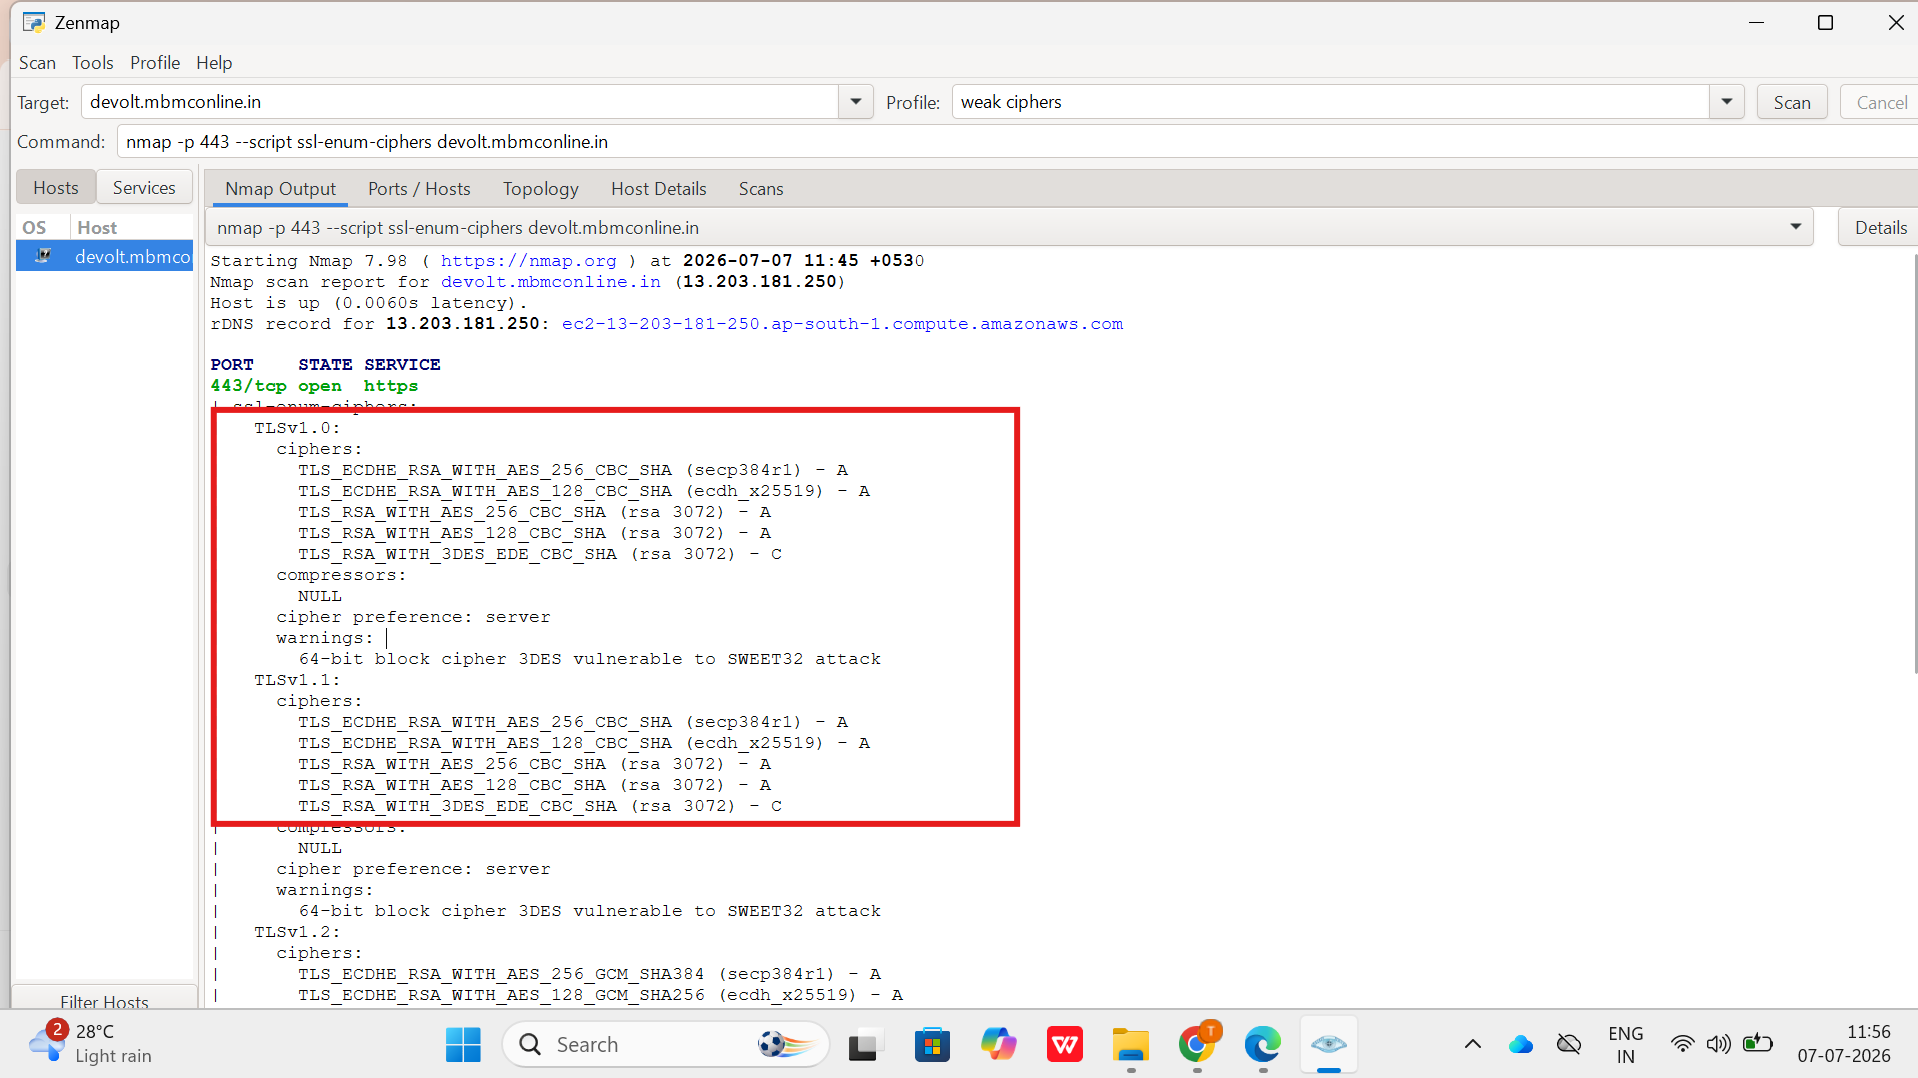 Zenmap
Scan Tools Profile Help
Target: devolt.mbmconline.in Profile: weak ciphers Scan Cancel
Command: nmap -p 443 --script ssl-enum-ciphers devolt.mbmconline.in
Hosts Services Nmap Output Ports / Hosts Topology Host Details Scans
OS Host
nmap -p 443 --script ssl-enum-ciphers devolt.mbmconline.in Details
devolt.mbmco
Starting Nmap 7.98 ( https://nmap.org ) at 2026-07-07 11:45 +0530
Nmap scan report for devolt.mbmconline.in (13.203.181.250)
Host is up (0.0060s latency).
rDNS record for 13.203.181.250: ec2-13-203-181-250.ap-south-1.compute.amazonaws.com
PORT STATE SERVICE
443/tcp open https
| ssl-enum-ciphers:
TLSv1.0:
ciphers:
TLS_ECDHE_RSA_WITH_AES_256_CBC_SHA (secp384r1) - A
TLS_ECDHE_RSA_WITH_AES_128_CBC_SHA (ecdh_x25519) - A
TLS_RSA_WITH_AES_256_CBC_SHA (rsa 3072) - A
TLS_RSA_WITH_AES_128_CBC_SHA (rsa 3072) - A
TLS_RSA_WITH_3DES_EDE_CBC_SHA (rsa 3072) - C
compressors:
NULL
cipher preference: server
warnings:
64-bit block cipher 3DES vulnerable to SWEET32 attack
TLSv1.1:
ciphers:
TLS_ECDHE_RSA_WITH_AES_256_CBC_SHA (secp384r1) - A
TLS_ECDHE_RSA_WITH_AES_128_CBC_SHA (ecdh_x25519) - A
TLS_RSA_WITH_AES_256_CBC_SHA (rsa 3072) - A
TLS_RSA_WITH_AES_128_CBC_SHA (rsa 3072) - A
TLS_RSA_WITH_3DES_EDE_CBC_SHA (rsa 3072) - C
| compressors:
| NULL
| cipher preference: server
| warnings:
| 64-bit block cipher 3DES vulnerable to SWEET32 attack
| TLSv1.2:
| ciphers:
| TLS_ECDHE_RSA_WITH_AES_256_GCM_SHA384 (secp384r1) - A
| TLS_ECDHE_RSA_WITH_AES_128_GCM_SHA256 (ecdh_x25519) - A
Filter Hosts
2 28°C
Light rain
Search
T
ENG
IN
11:56
07-07-2026